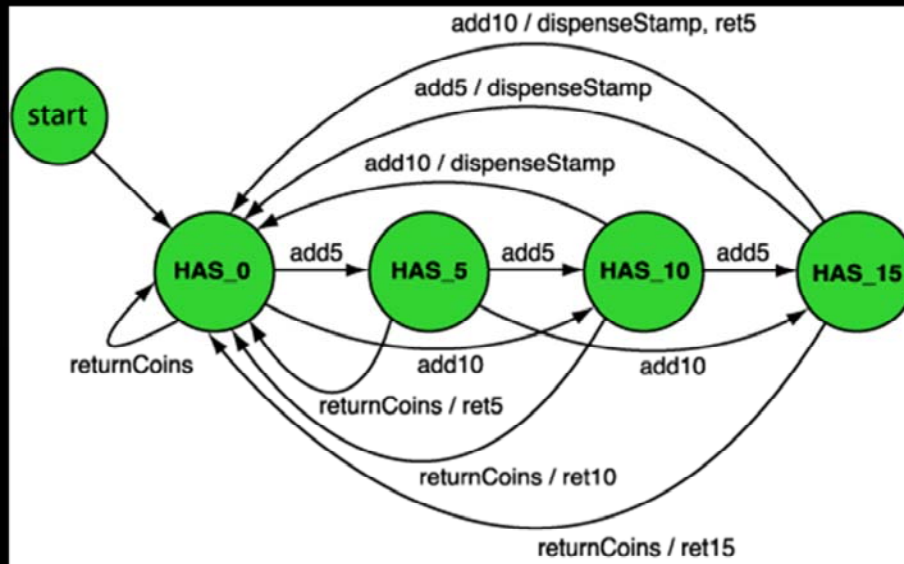 add10 / dispenseStamp, ret5
add5 / dispenseStamp
start
add10 / dispenseStamp
add5
add5
add5
HAS_0
HAS_5
HAS_10
HAS_15
returnCoins
add10
add10
returnCoins / ret5
returnCoins / ret10
returnCoins / ret15